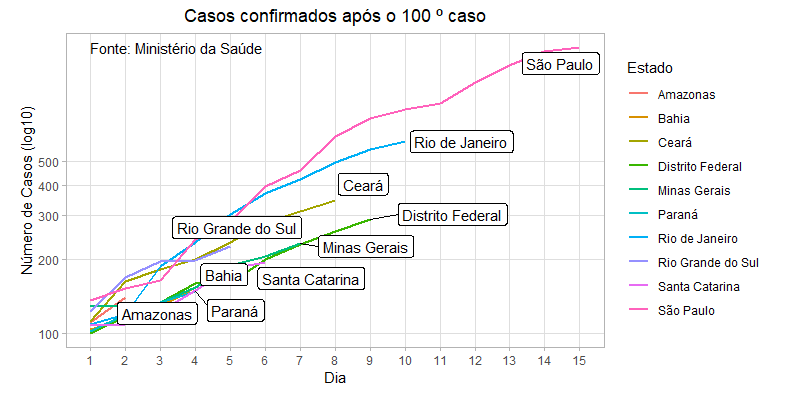 Casos confirmados após o 100 º caso
Fonte: Ministério da Saúde
Número de Casos (log10)
500
400
300
200
100
São Paulo
Rio de Janeiro
Ceará
Distrito Federal
Rio Grande do Sul
Minas Gerais
Bahia
Santa Catarina
Amazonas
Paraná
1 2 3 4 5 6 7 8 9 10 11 12 13 14 15
Dia
Estado
Amazonas
Bahia
Ceará
Distrito Federal
Minas Gerais
Paraná
Rio de Janeiro
Rio Grande do Sul
Santa Catarina
São Paulo